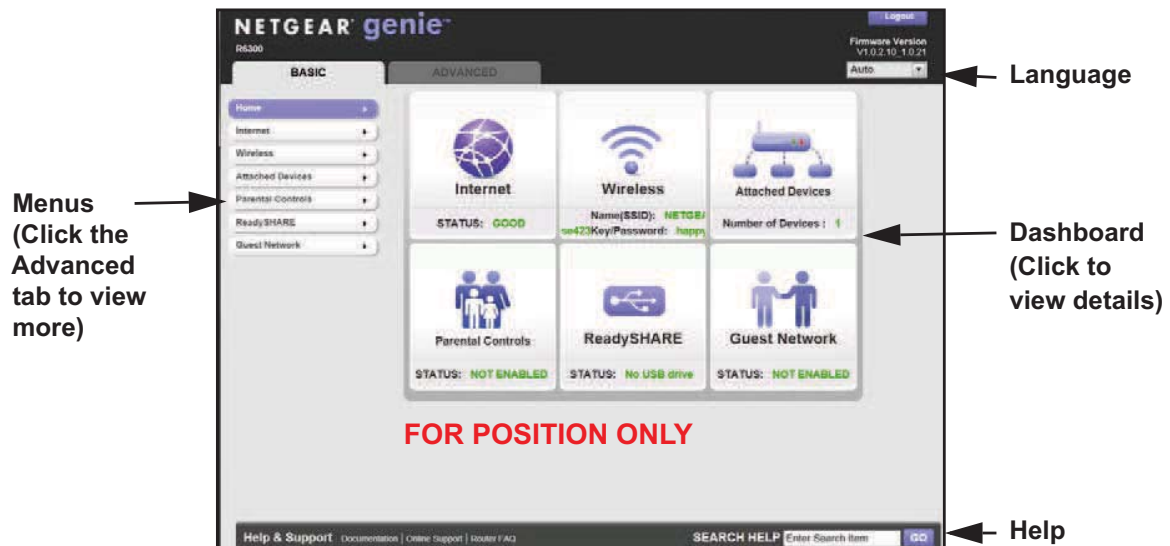 NETGEAR genie™
R6300
Logout
Firmware Version
V1.0.2.10_1.0.21
Auto
BASIC
ADVANCED
Language
Home
Internet
Wireless
Attached Devices
Parental Controls
ReadySHARE
Guest Network
Menus
(Click the
Advanced
tab to view
more)
Internet
STATUS: GOOD
Wireless
Name(SSID): NETGEA
se423Key/Password: happy
Attached Devices
Number of Devices : 1
Parental Controls
STATUS: NOT ENABLED
ReadySHARE
STATUS: No USB drive
Guest Network
STATUS: NOT ENABLED
Dashboard
(Click to
view details)
FOR POSITION ONLY
Help & Support Documentation | Online Support | Router FAQ
SEARCH HELP Enter Search Item GO
Help